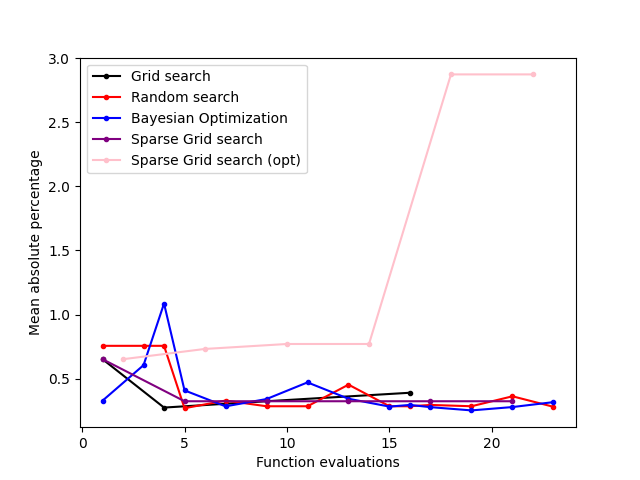 3.0
2.5
2.0
1.5
1.0
0.5
0
5
10
15
20
Mean absolute percentage
Function evaluations
Grid search
Random search
Bayesian Optimization
Sparse Grid search
Sparse Grid search (opt)